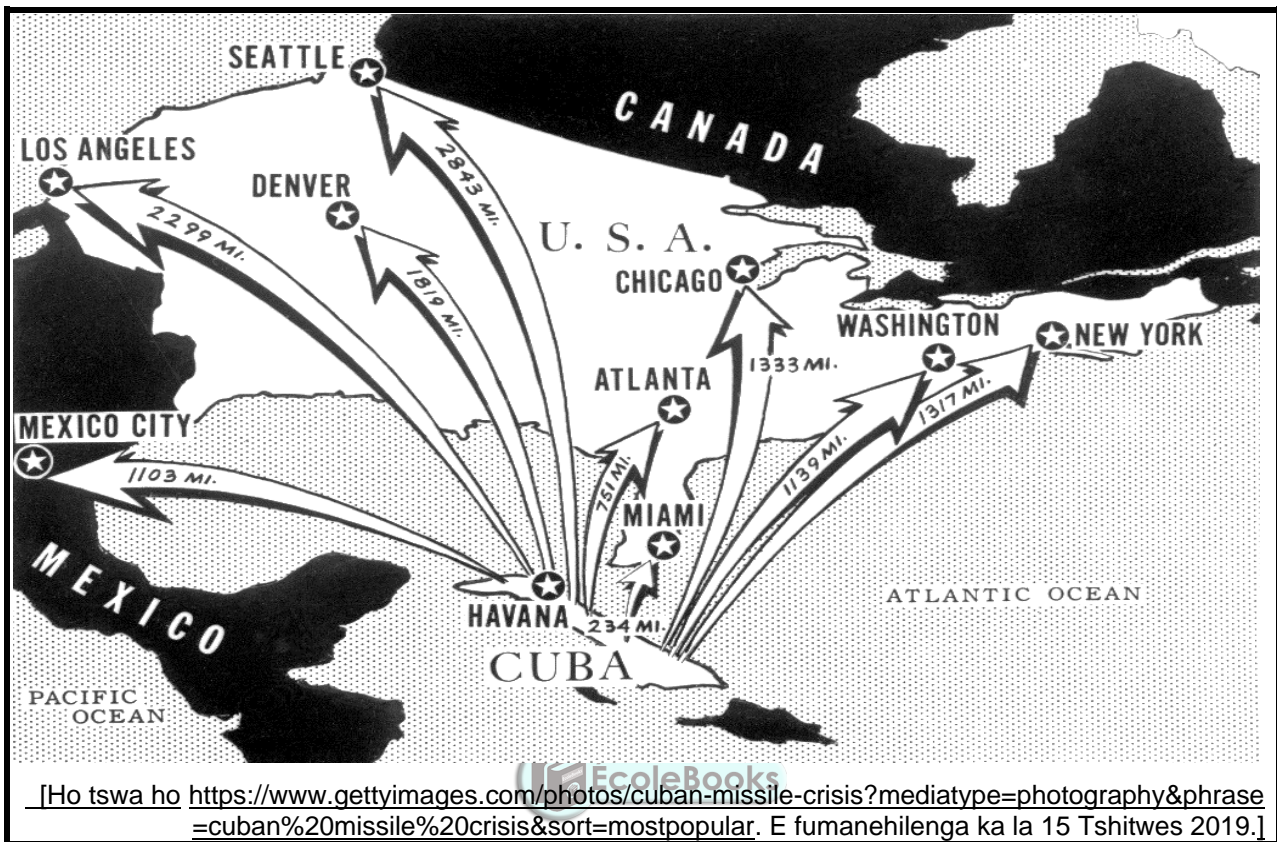 SEATTLE
CANADA
LOS ANGELES
DENVER
2843 MI.
2299 MI.
U. S. A.
1819 MI.
CHICAGO
WASHINGTON
NEW YORK
1333 MI.
ATLANTA
1317 MI.
MEXICO CITY
1139 MI.
1103 MI.
751 MI.
MIAMI
MEXICO
ATLANTIC OCEAN
HAVANA
234 MI.
CUBA
PACIFIC
OCEAN
EcoleBooks
[Ho tswa ho https://www.gettyimages.com/photos/cuban-missile-crisis?mediatype=photography&phrase
=cuban%20missile%20crisis&sort=mostpopular. E fumanehilenga ka la 15 Tshitwes 2019.]